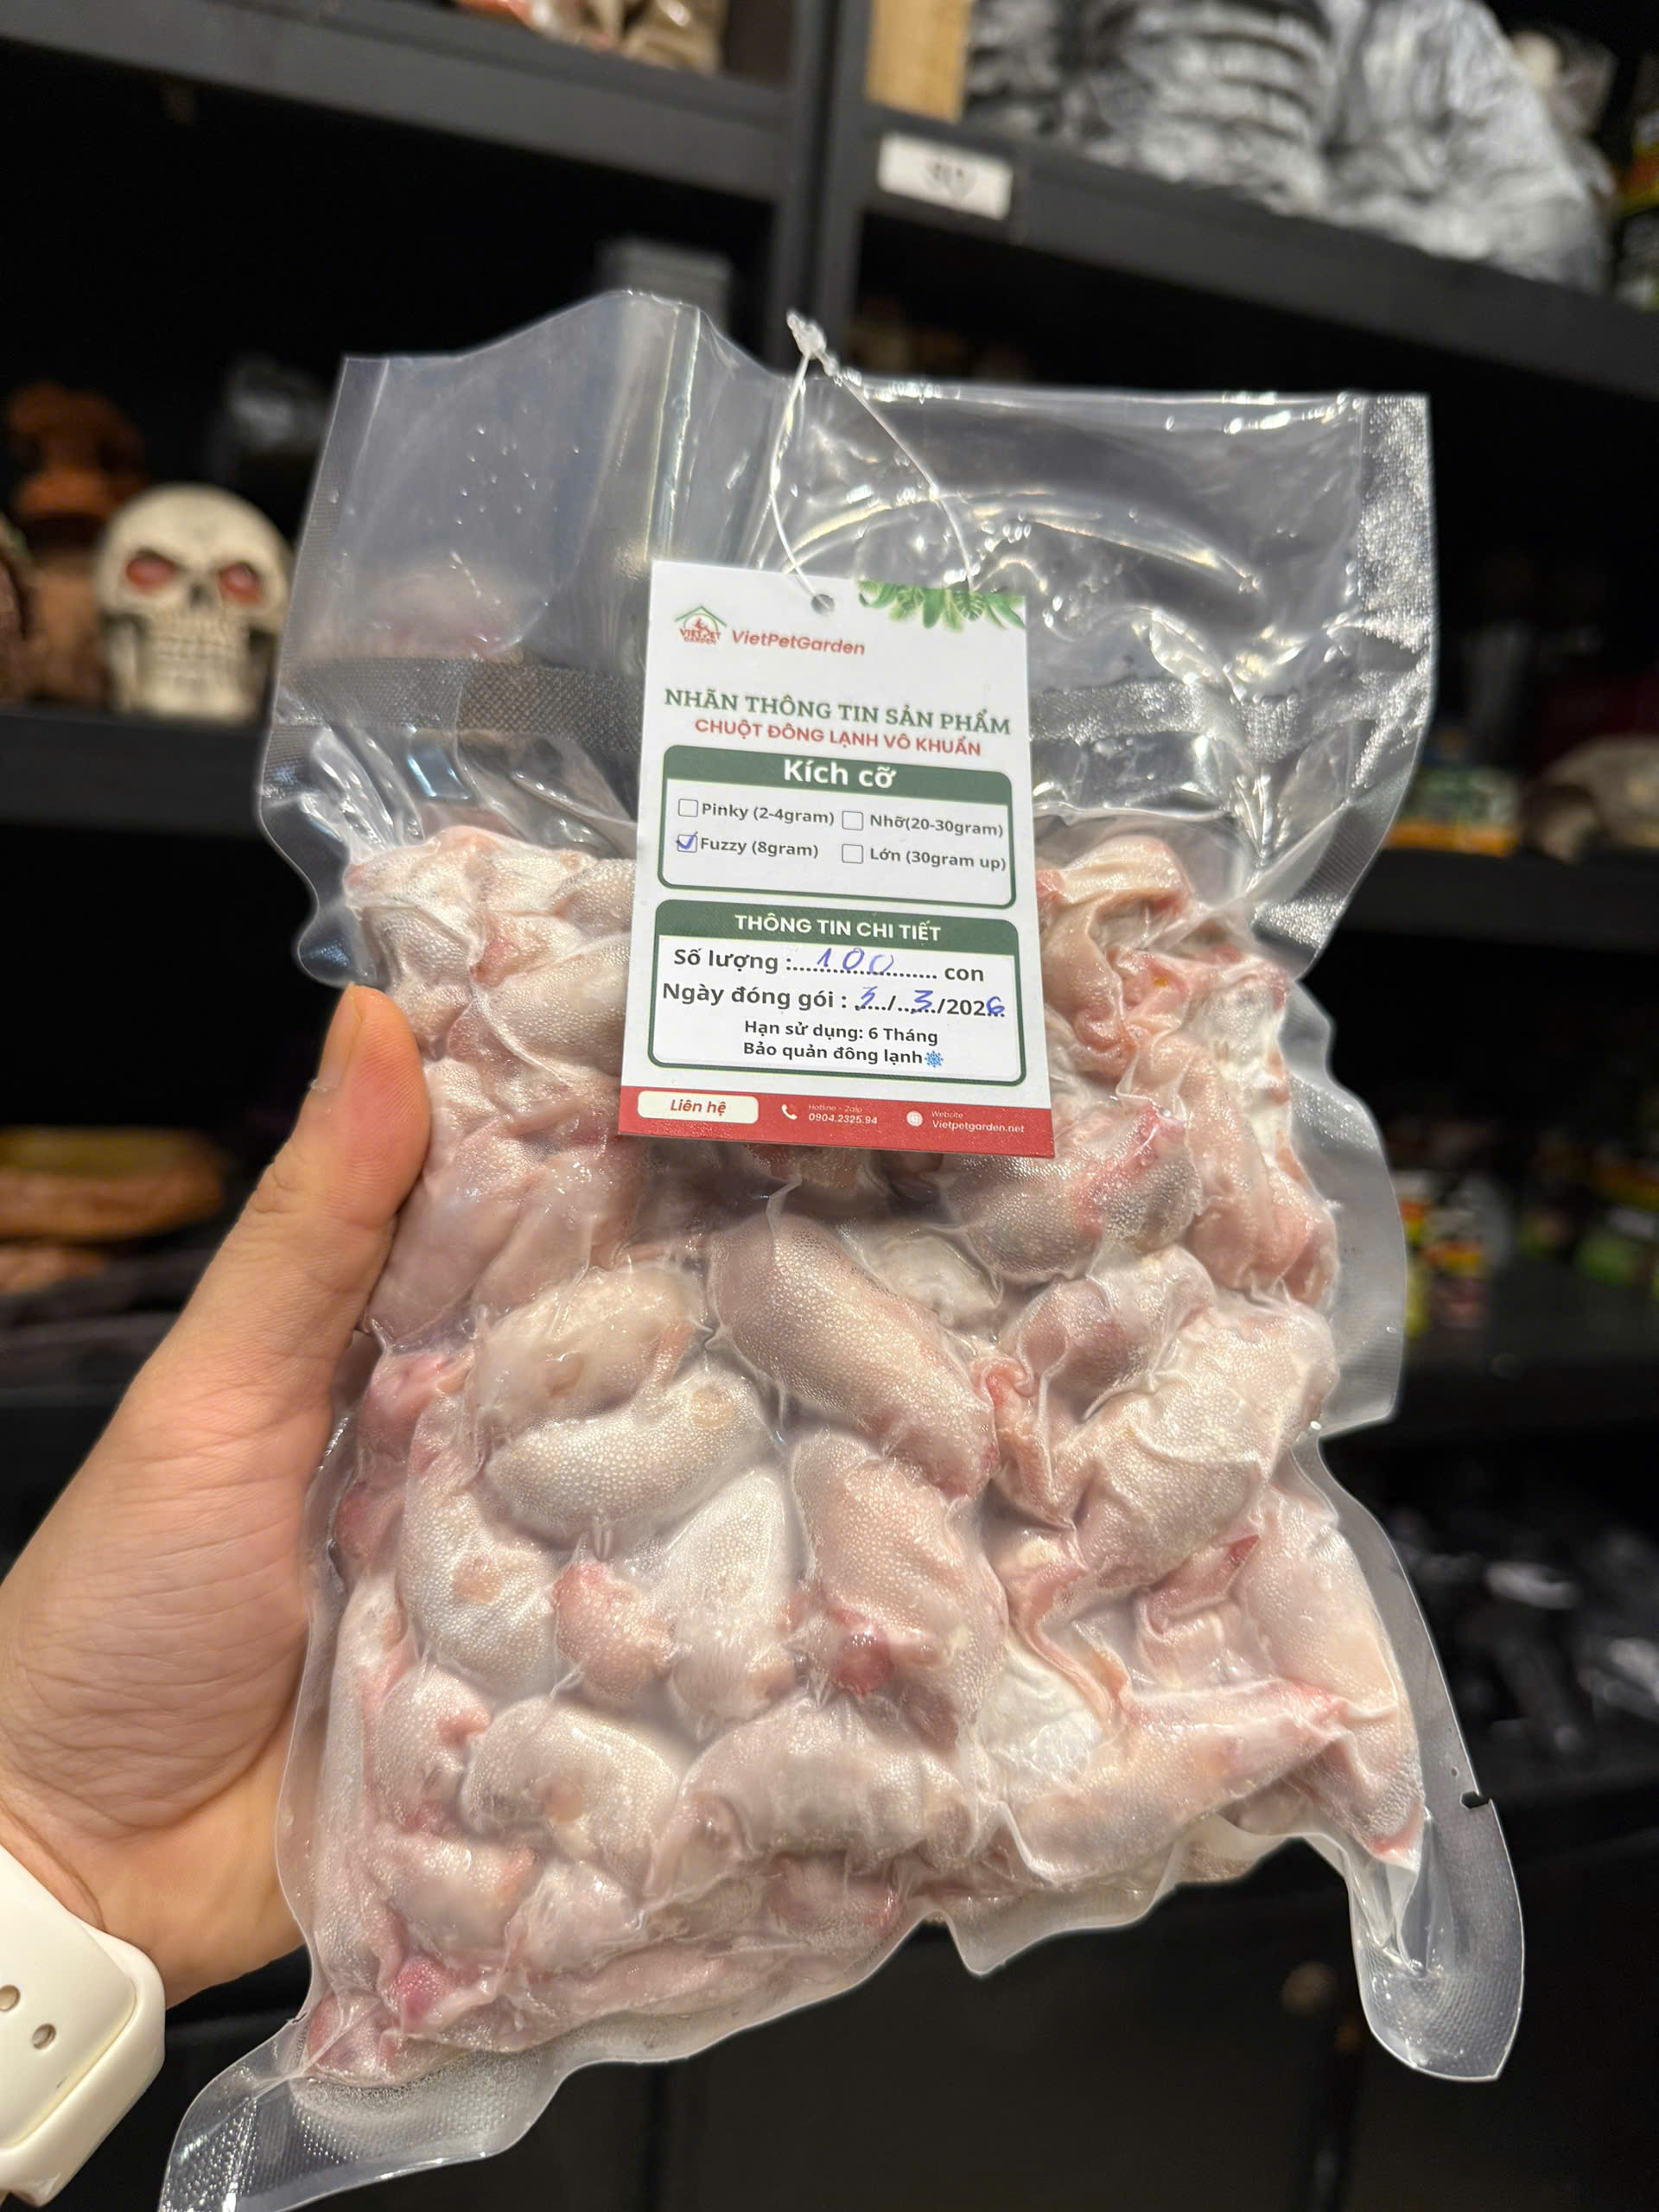 VIETPET
GARDEN
VietPetGarden
NHÃN THÔNG TIN SẢN PHẨM
CHUỘT ĐÔNG LẠNH VÔ KHUẨN
Kích cỡ
Pinky (2-4gram) Nhỡ(20-30gram)
Fuzzy (8gram) Lớn (30gram up)
THÔNG TIN CHI TIẾT
Số lượng :..... 100 ..... con
Ngày đóng gói : 3/3/2026
Hạn sử dụng: 6 Tháng
Bảo quản đông lạnh
Liên hệ
Hotline - Zalo
0904.2325.94
Website
Vietpetgarden.net